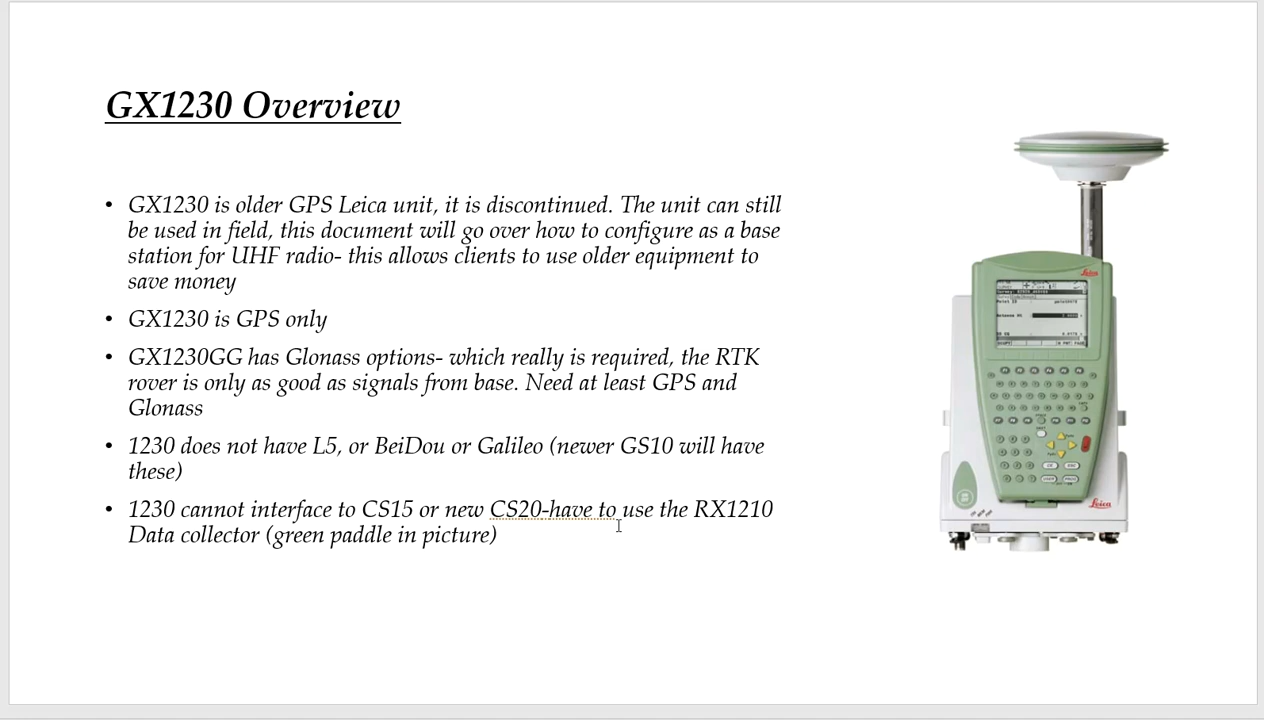 GX1230 Overview
• GX1230 is older GPS Leica unit, it is discontinued. The unit can still
be used in field, this document will go over how to configure as a base
station for UHF radio- this allows clients to use older equipment to
save money
• GX1230 is GPS only
• GX1230GG has Glonass options- which really is required, the RTK
rover is only as good as signals from base. Need at least GPS and
Glonass
• 1230 does not have L5, or BeiDou or Galileo (newer GS10 will have
these)
• 1230 cannot interface to CS15 or new CS20-have to use the RX1210
Data collector (green paddle in picture)
Leica
Leica